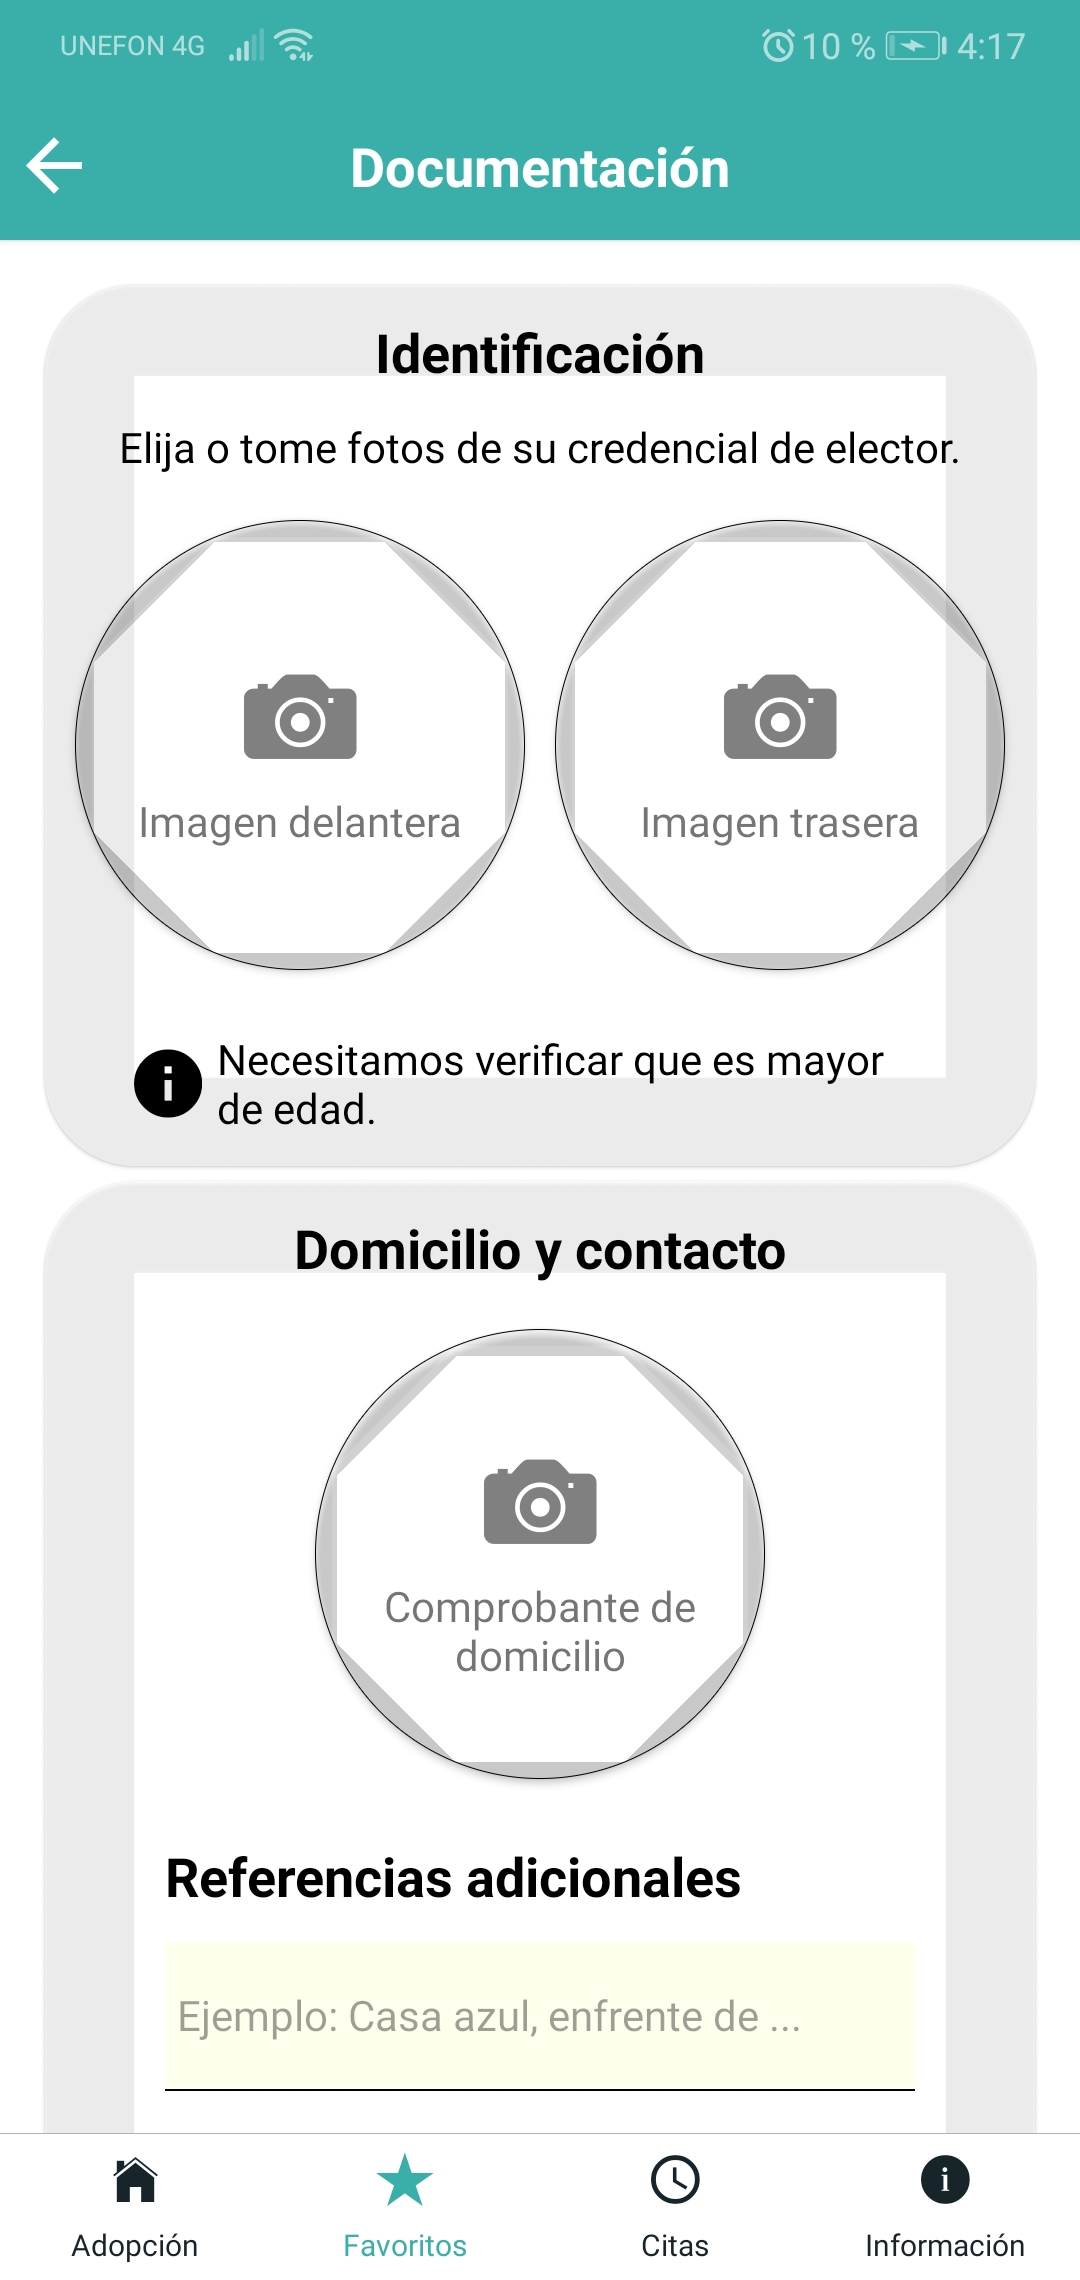 UNEFON 4G 10 % 4:17
Documentación
Identificación
Elija o tome fotos de su credencial de elector.
Imagen delantera
Imagen trasera
Necesitamos verificar que es mayor
de edad.
Domicilio y contacto
Comprobante de
domicilio
Referencias adicionales
Ejemplo: Casa azul, enfrente de ...
Adopción
Favoritos
Citas
Información